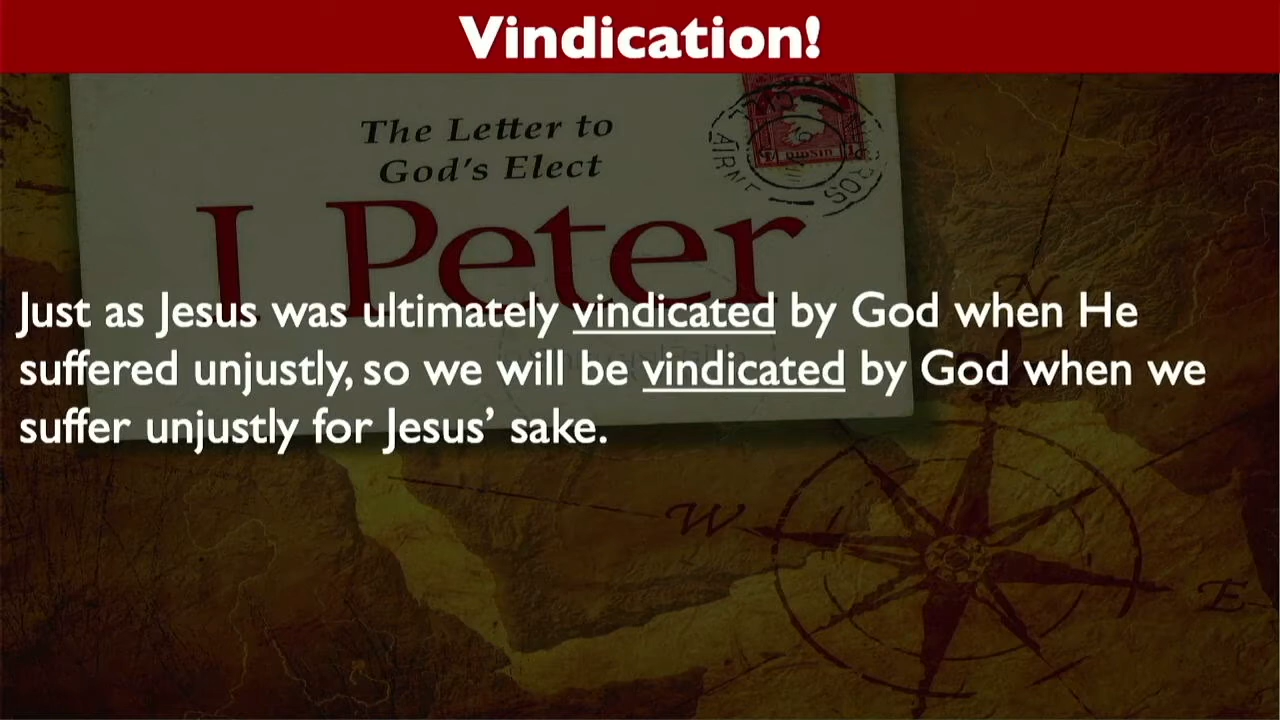 Vindication!
The Letter to
God's Elect
I Peter
Just as Jesus was ultimately vindicated by God when He
suffered unjustly, so we will be vindicated by God when we
suffer unjustly for Jesus' sake.
N
W
E